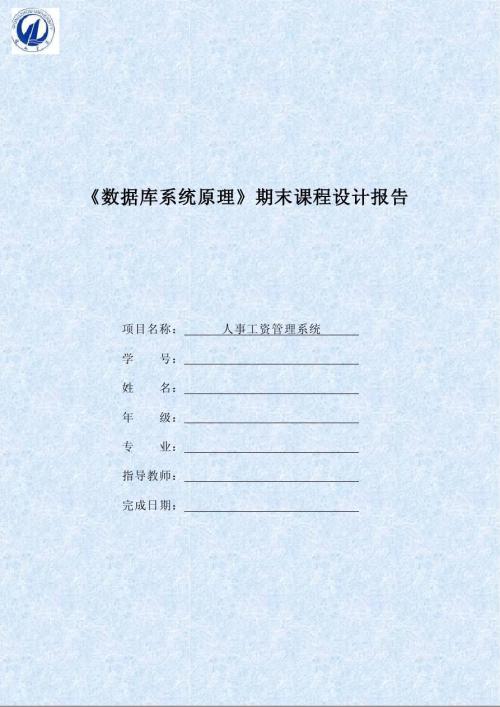 《数据库系统原理》期末课程设计报告
项目名称：人事工资管理系统
学 号：
姓 名：
年 级：
专 业：
指导教师：
完成日期：